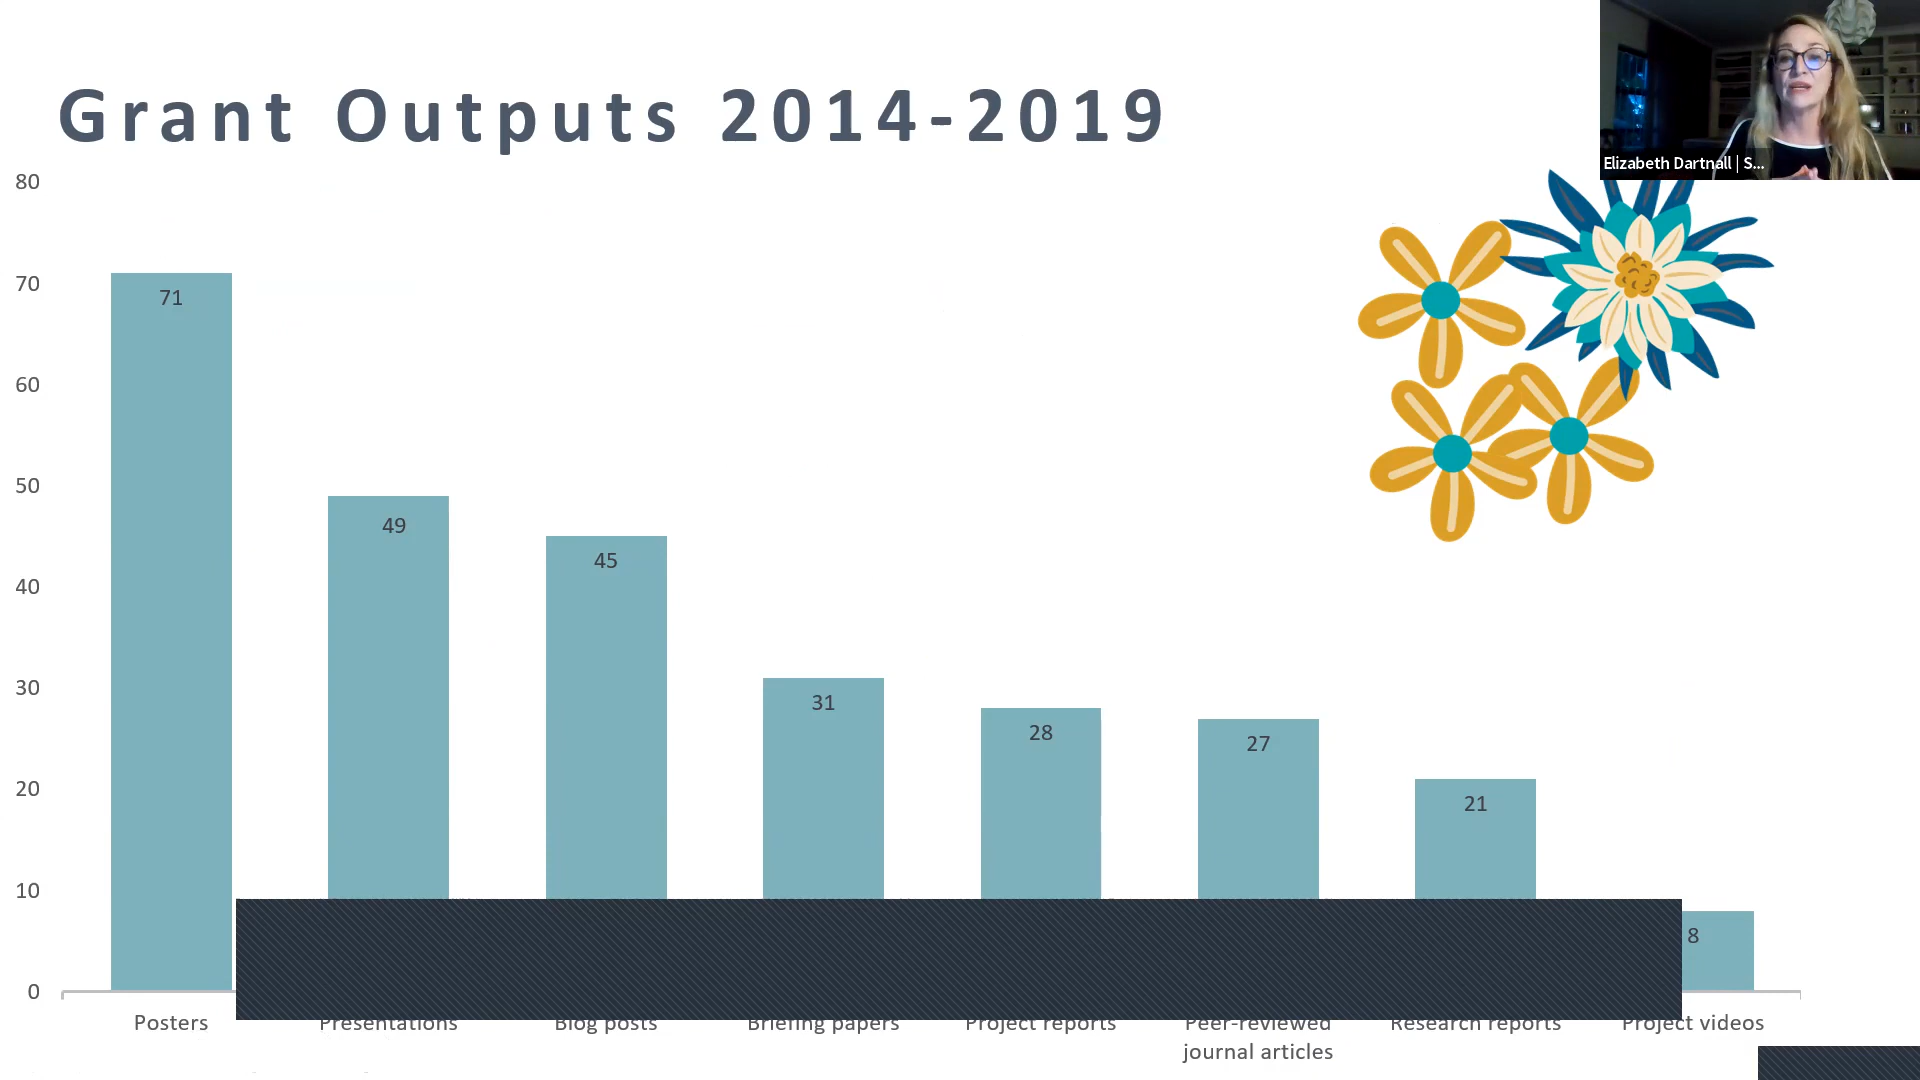 Grant Outputs 2014-2019
Elizabeth Dartnall | S...
80
70
60
50
40
30
20
10
0
71
49
45
31
28
27
21
8
Posters
Presentations
Blog posts
Briefing papers
Project reports
Peer-reviewed
journal articles
Research reports
Project videos